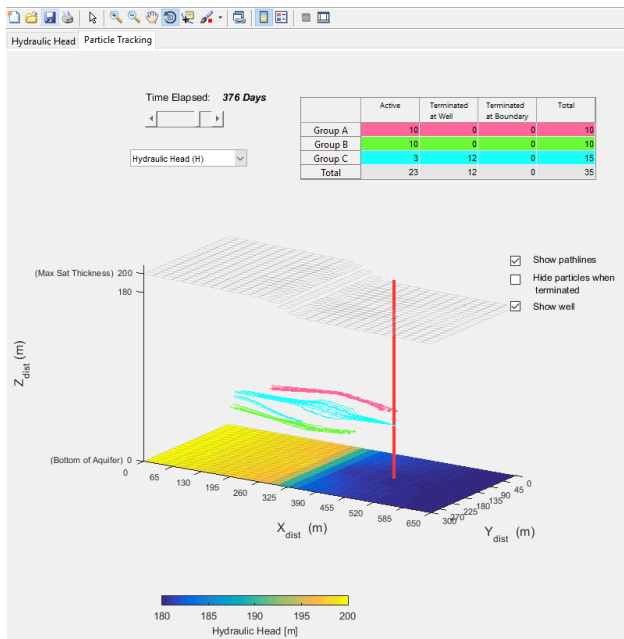 Hydraulic Head Particle Tracking
Time Elapsed: 376 Days
Hydraulic Head (H)
Active Terminated at Well Terminated at Boundary Total
Group A 10 0 0 10
Group B 10 0 0 10
Group C 3 12 0 15
Total 23 12 0 35
Show pathlines
Hide particles when
terminated
Show well
(Max Sat Thickness) 200
180
Z_dist (m)
(Bottom of Aquifer) 0
0 65 130 195 260 325 390 455 520 585 650
X_dist (m)
300 270 225 180 135 90 45 0
Y_dist (m)
180 185 190 195 200
Hydraulic Head [m]